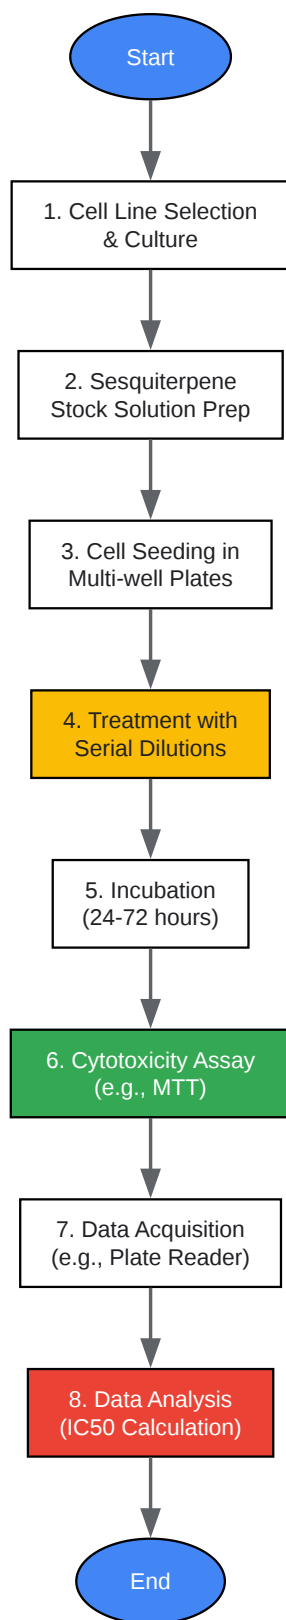 Start
1. Cell Line Selection
& Culture
2. Sesquiterpene
Stock Solution Prep
3. Cell Seeding in
Multi-well Plates
4. Treatment with
Serial Dilutions
5. Incubation
(24-72 hours)
6. Cytotoxicity Assay
(e.g., MTT)
7. Data Acquisition
(e.g., Plate Reader)
8. Data Analysis
(IC50 Calculation)
End